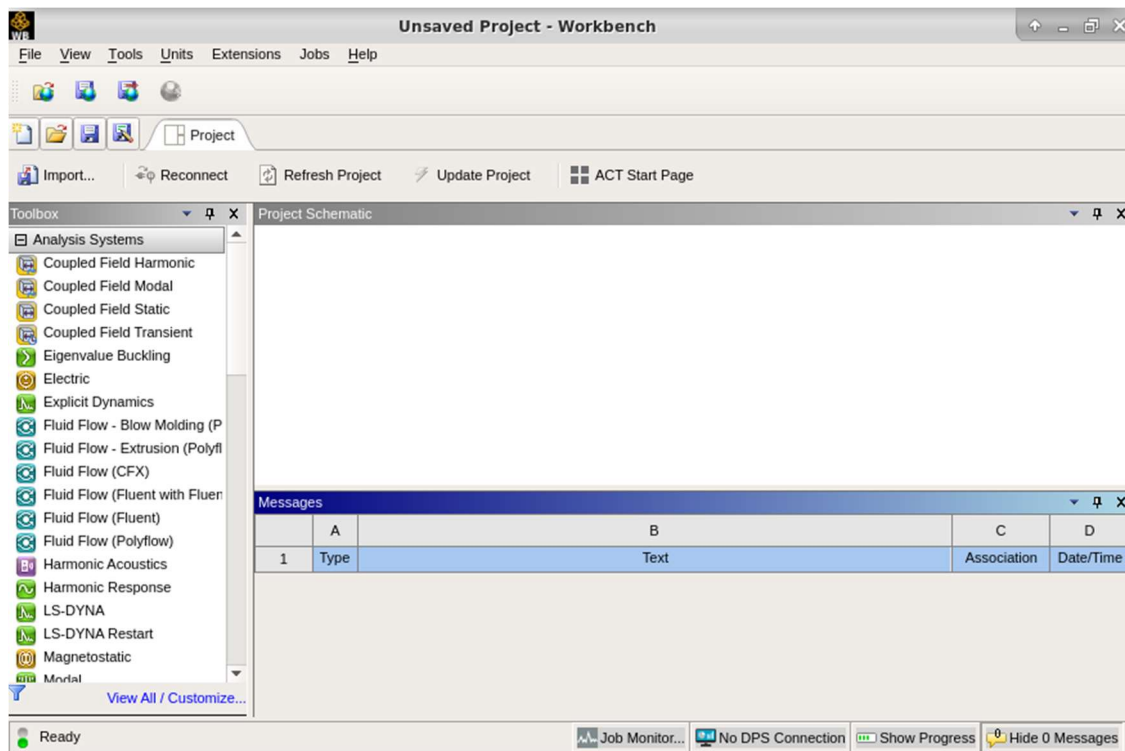 WB
Unsaved Project - Workbench
File View Tools Units Extensions Jobs Help
Project
Import... Reconnect Refresh Project Update Project ACT Start Page
Toolbox
Analysis Systems
Coupled Field Harmonic
Coupled Field Modal
Coupled Field Static
Coupled Field Transient
Eigenvalue Buckling
Electric
Explicit Dynamics
Fluid Flow - Blow Molding (P
Fluid Flow - Extrusion (Polyfl
Fluid Flow (CFX)
Fluid Flow (Fluent with Fluen
Fluid Flow (Fluent)
Fluid Flow (Polyflow)
Harmonic Acoustics
Harmonic Response
LS-DYNA
LS-DYNA Restart
Magnetostatic
Modal
View All / Customize...
Project Schematic
Messages
A B C D
1 Type Text Association Date/Time
Ready
Job Monitor... No DPS Connection Show Progress 0 Hide 0 Messages